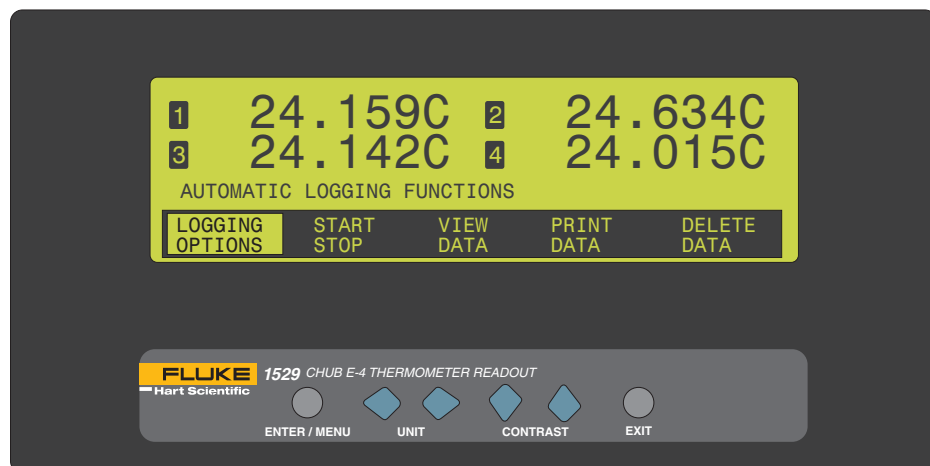 1 24.159C 2 24.634C
3 24.142C 4 24.015C
AUTOMATIC LOGGING FUNCTIONS
LOGGING START VIEW PRINT DELETE
OPTIONS STOP DATA DATA DATA
FLUKE 1529 CHUB E-4 THERMOMETER READOUT
Hart Scientific
ENTER / MENU UNIT CONTRAST EXIT